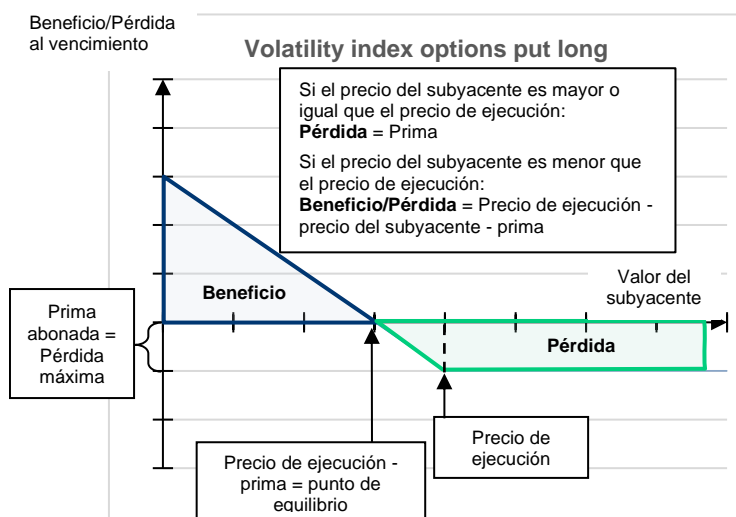 Beneficio/Pérdida
al vencimiento
Volatility index options put long
Si el precio del subyacente es mayor o
igual que el precio de ejecución:
Pérdida = Prima
Si el precio del subyacente es menor que
el precio de ejecución:
Beneficio/Pérdida = Precio de ejecución -
precio del subyacente - prima
Valor del
subyacente
Beneficio
Prima
abonada =
Pérdida
máxima
Pérdida
Precio de
ejecución
Precio de ejecución -
prima = punto de
equilibrio